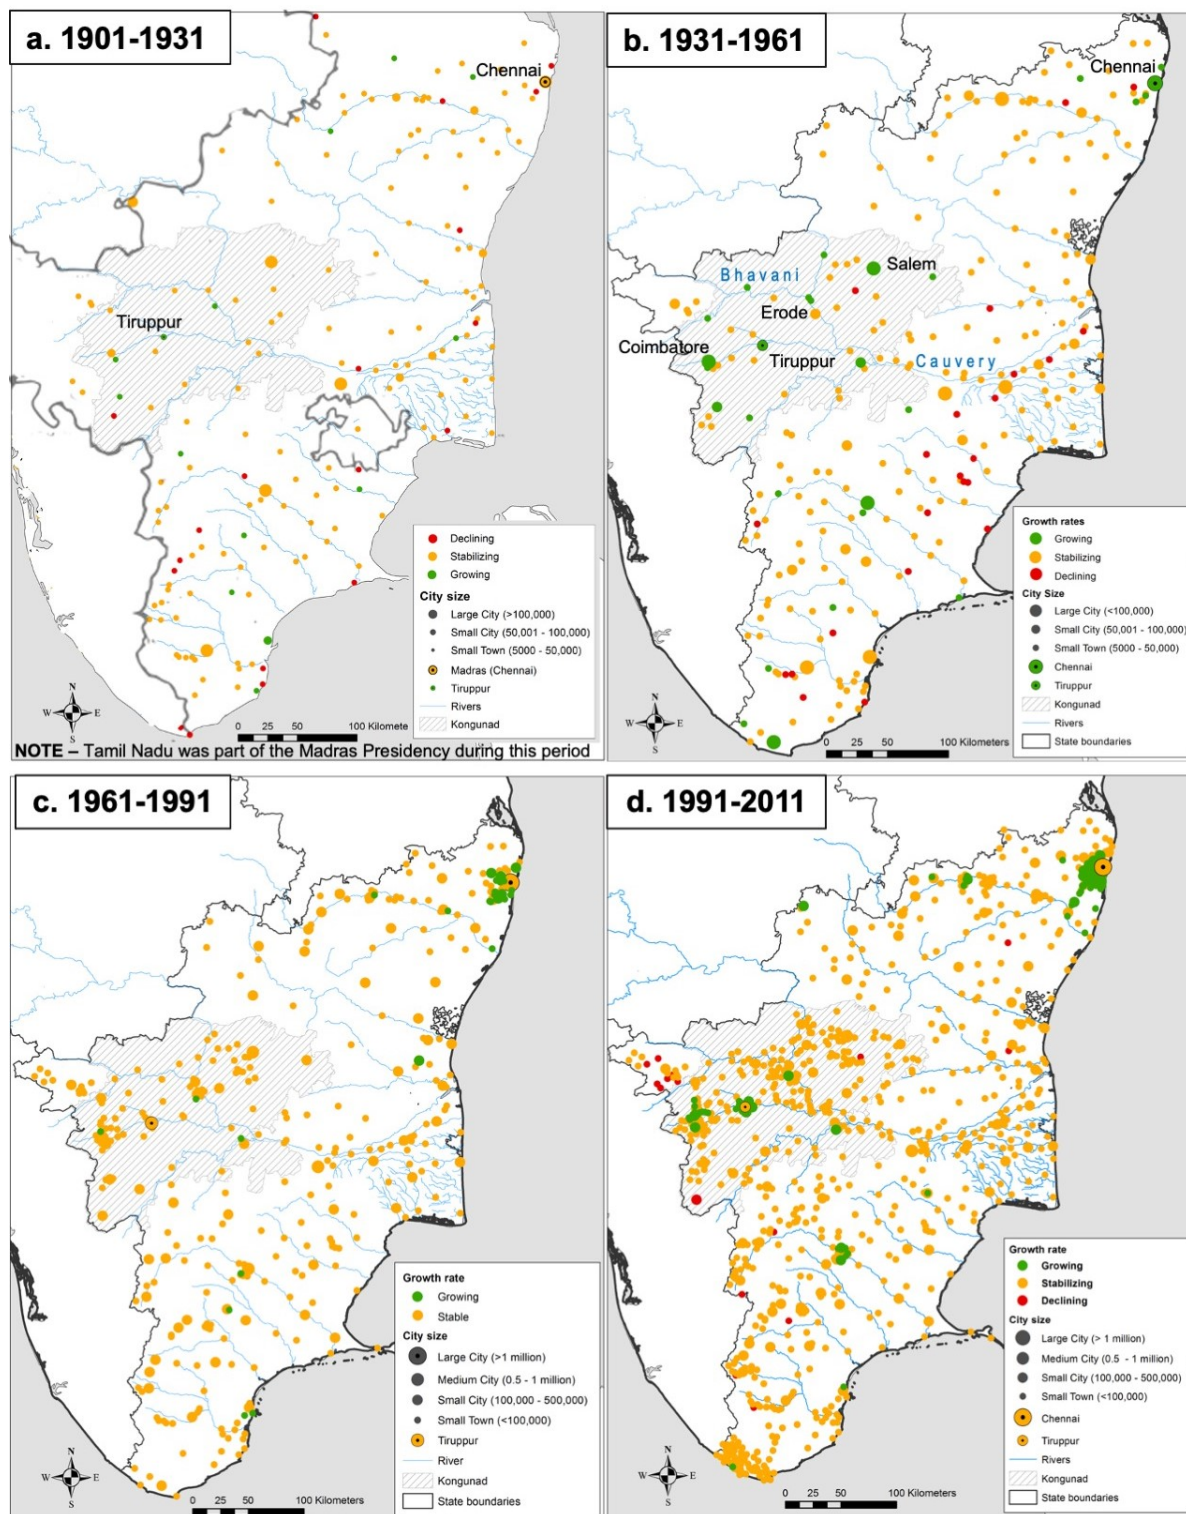 a. 1901-1931
Chennai
Tiruppur
Declining
Stabilizing
Growing
City size
Large City (>100,000)
Small City (50,001 - 100,000)
Small Town (5000 - 50,000)
Madras (Chennai)
Tiruppur
Rivers
Kongunad
N
W E
S
0 25 50 100 Kilomete
NOTE – Tamil Nadu was part of the Madras Presidency during this period
b. 1931-1961
Chennai
Salem
Bhavani
Erode
Coimbatore
Tiruppur
Cauvery
Growth rates
Growing
Stabilizing
Declining
City Size
Large City (<100,000)
Small City (50,001 - 100,000)
Small Town (5000 - 50,000)
Chennai
Tiruppur
Kongunad
Rivers
State boundaries
N
W E
S
0 25 50 100 Kilometers
c. 1961-1991
Growth rate
Growing
Stable
City size
Large City (>1 million)
Medium City (0.5 - 1 million)
Small City (100,000 - 500,000)
Small Town (<100,000)
Tiruppur
River
Kongunad
State boundaries
N
W E
S
0 25 50 100 Kilometers
d. 1991-2011
Growth rate
Growing
Stabilizing
Declining
City size
Large City (> 1 million)
Medium City (0.5 - 1 million)
Small City (100,000 - 500,000)
Small Town (<100,000)
Chennai
Tiruppur
Rivers
Kongunad
State boundaries
N
W E
S
0 25 50 100 Kilometers